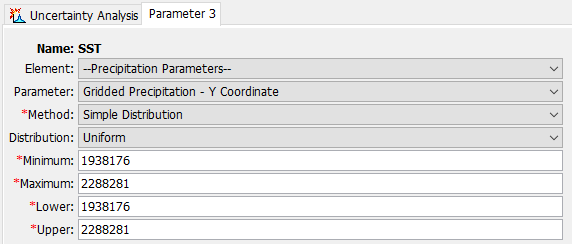 Uncertainty Analysis Parameter 3
Name: SST
Element: --Precipitation Parameters--
Parameter: Gridded Precipitation - Y Coordinate
*Method: Simple Distribution
Distribution: Uniform
*Minimum: 1938176
*Maximum: 2288281
*Lower: 1938176
*Upper: 2288281